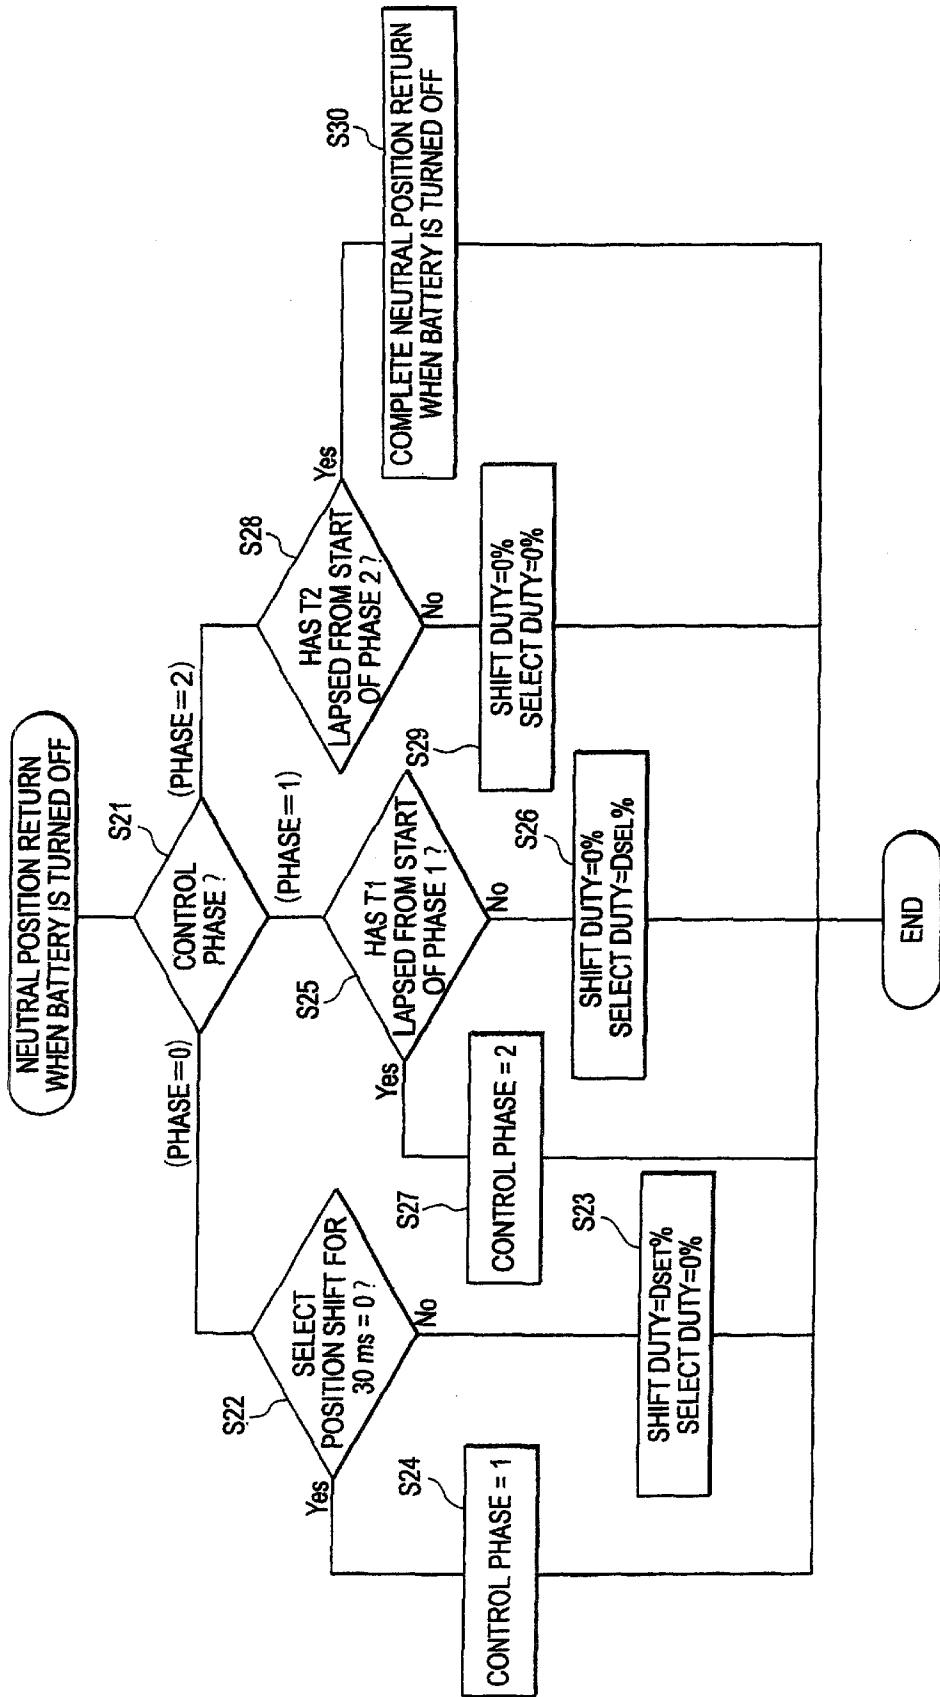 NEUTRAL POSITION RETURN
WHEN BATTERY IS TURNED OFF
S21
CONTROL
PHASE ?
(PHASE=0)
(PHASE=1)
(PHASE=2)
S22
SELECT
POSITION SHIFT FOR
30 ms = 0 ?
Yes
No
S24
CONTROL PHASE = 1
S23
SHIFT DUTY=DSET%
SELECT DUTY=0%
S25
HAS T1
LAPSED FROM START
OF PHASE 1 ?
Yes
No
S27
CONTROL PHASE = 2
S26
SHIFT DUTY=0%
SELECT DUTY=DSEL%
S28
HAS T2
LAPSED FROM START
OF PHASE 2 ?
Yes
No
S29
SHIFT DUTY=0%
SELECT DUTY=0%
S30
COMPLETE NEUTRAL POSITION RETURN
WHEN BATTERY IS TURNED OFF
END